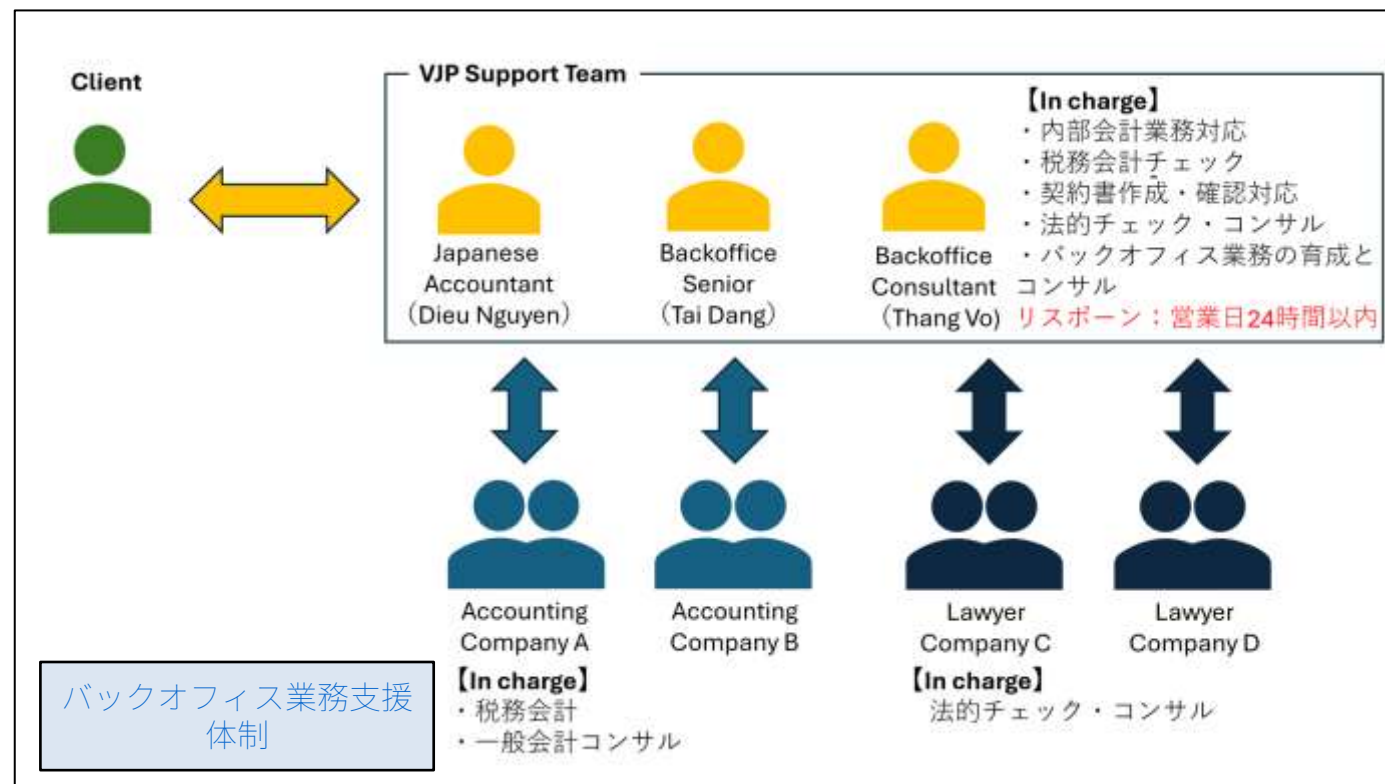 Client
VJP Support Team
Japanese
Accountant
（Dieu Nguyen）
Backoffice
Senior
（Tai Dang）
Backoffice
Consultant
（Thang Vo）
【In charge】
・内部会計業務対応
・税務会計チェック
・契約書作成・確認対応
・法的チェック・コンサル
・バックオフィス業務の育成と
コンサル
リスポーン：営業日24時間以内
Accounting
Company A
Accounting
Company B
Lawyer
Company C
Lawyer
Company D
【In charge】
・税務会計
・一般会計コンサル
【In charge】
法的チェック・コンサル
バックオフィス業務支援
体制